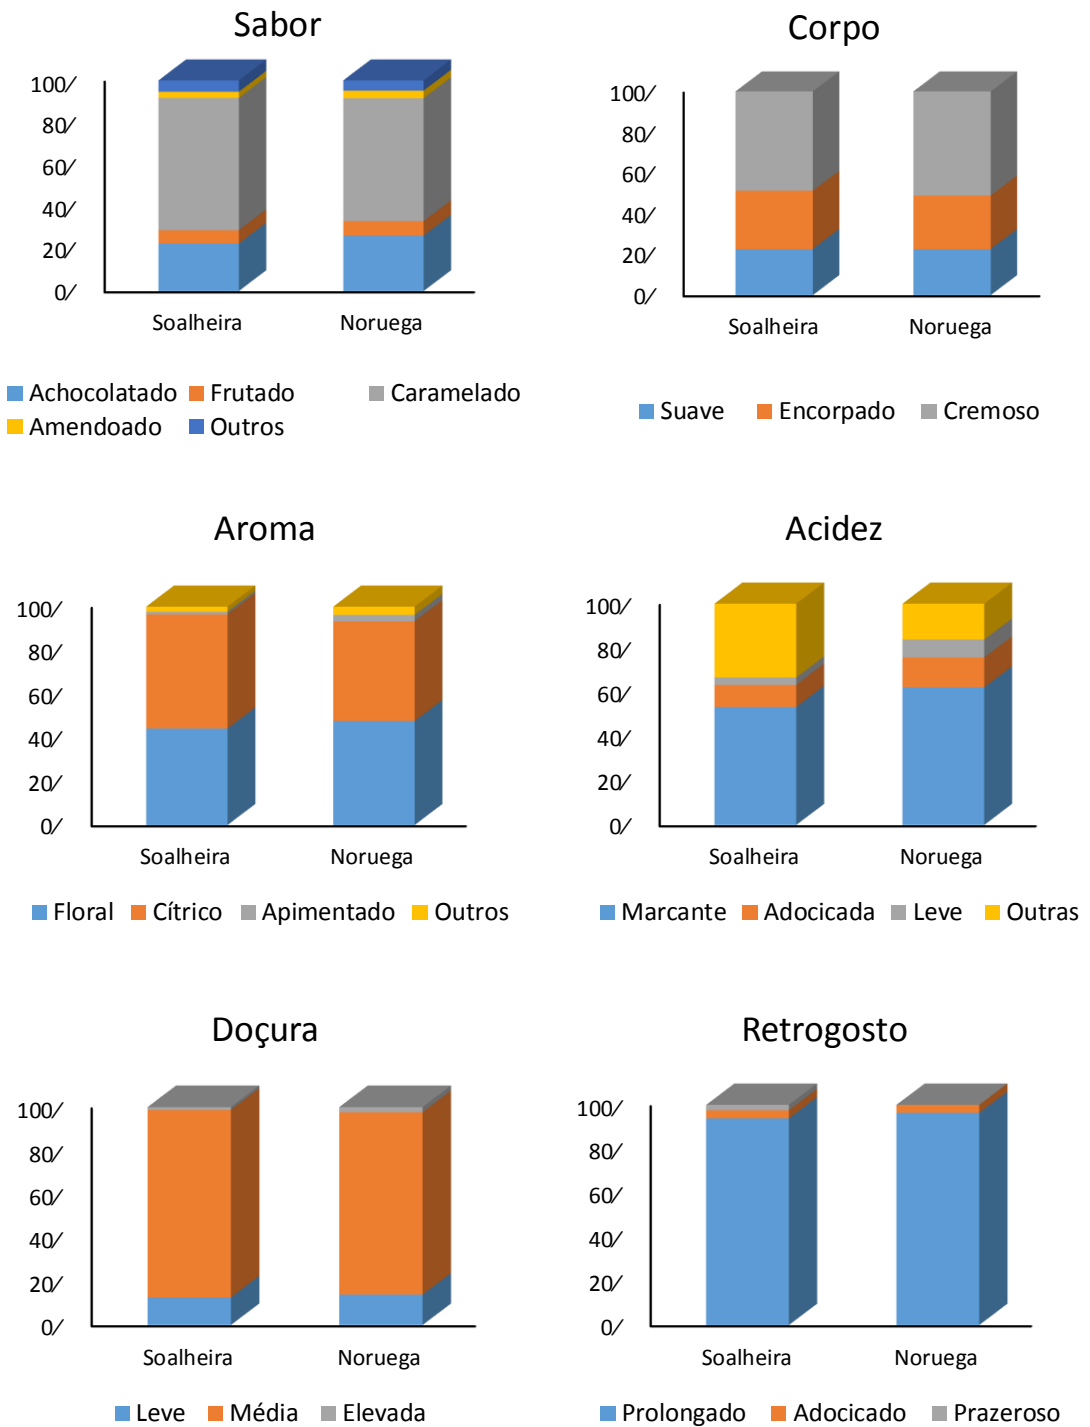 Sabor
100⁄
80⁄
60⁄
40⁄
20⁄
0⁄
Soalheira Noruega
Achocolatado Frutado Caramelado
Amendoado Outros
Corpo
100⁄
80⁄
60⁄
40⁄
20⁄
0⁄
Soalheira Noruega
Suave Encorpado Cremoso
Aroma
100⁄
80⁄
60⁄
40⁄
20⁄
0⁄
Soalheira Noruega
Floral Cítrico Apimentado Outros
Acidez
100⁄
80⁄
60⁄
40⁄
20⁄
0⁄
Soalheira Noruega
Marcante Adocicada Leve Outras
Doçura
100⁄
80⁄
60⁄
40⁄
20⁄
0⁄
Soalheira Noruega
Leve Média Elevada
Retrogosto
100⁄
80⁄
60⁄
40⁄
20⁄
0⁄
Soalheira Noruega
Prolongado Adocicado Prazeroso